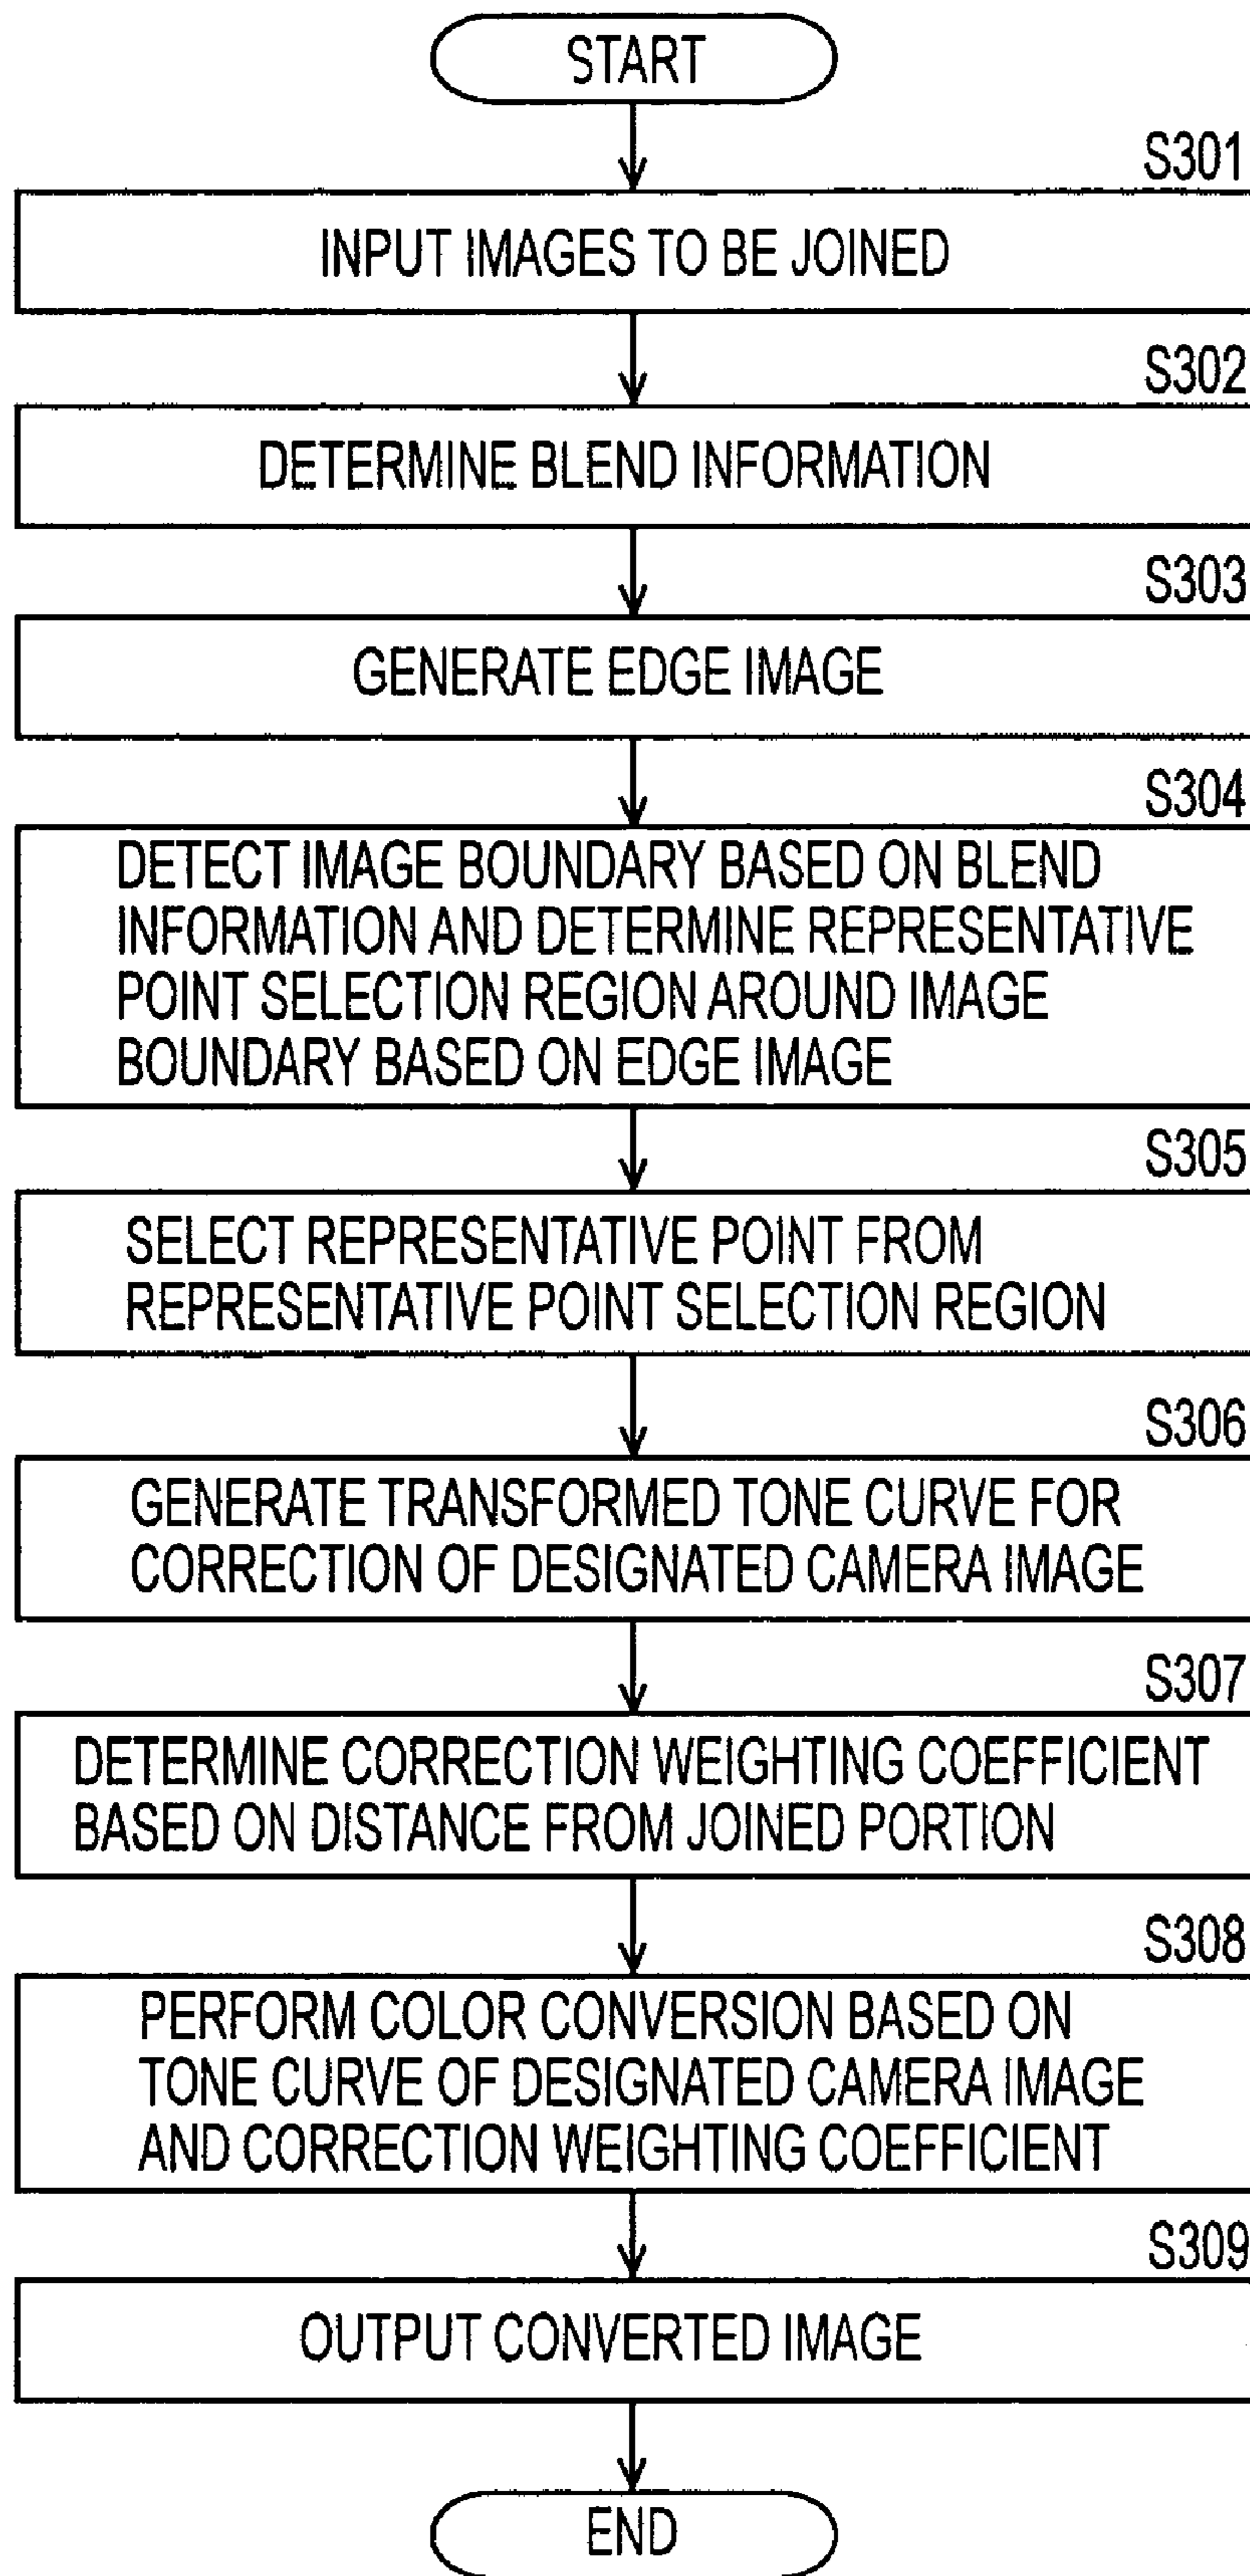 START
S301
INPUT IMAGES TO BE JOINED
S302
DETERMINE BLEND INFORMATION
S303
GENERATE EDGE IMAGE
S304
DETECT IMAGE BOUNDARY BASED ON BLEND
INFORMATION AND DETERMINE REPRESENTATIVE
POINT SELECTION REGION AROUND IMAGE
BOUNDARY BASED ON EDGE IMAGE
S305
SELECT REPRESENTATIVE POINT FROM
REPRESENTATIVE POINT SELECTION REGION
S306
GENERATE TRANSFORMED TONE CURVE FOR
CORRECTION OF DESIGNATED CAMERA IMAGE
S307
DETERMINE CORRECTION WEIGHTING COEFFICIENT
BASED ON DISTANCE FROM JOINED PORTION
S308
PERFORM COLOR CONVERSION BASED ON
TONE CURVE OF DESIGNATED CAMERA IMAGE
AND CORRECTION WEIGHTING COEFFICIENT
S309
OUTPUT CONVERTED IMAGE
END